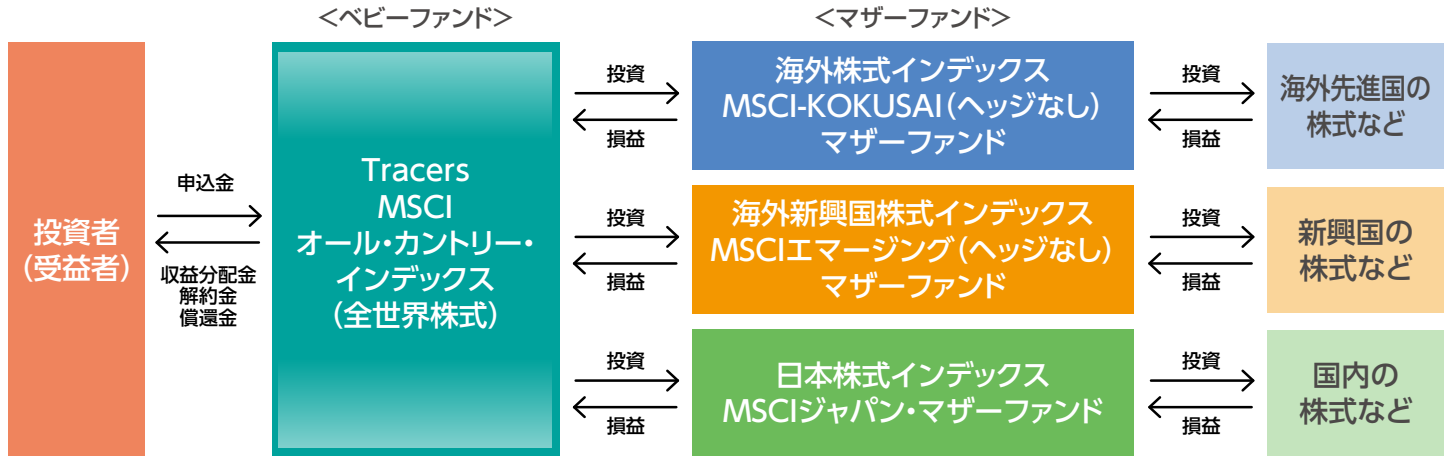 ＜ベビーファンド＞
＜マザーファンド＞
投資者
（受益者）
申込金
収益分配金
解約金
償還金
Tracers
MSCI
オール・カントリー・
インデックス
（全世界株式）
投資
損益
海外株式インデックス
MSCI-KOKUSAI（ヘッジなし）
マザーファンド
投資
損益
海外先進国の
株式など
投資
損益
海外新興国株式インデックス
MSCIエマージング（ヘッジなし）
マザーファンド
投資
損益
新興国の
株式など
投資
損益
日本株式インデックス
MSCIジャパン・マザーファンド
投資
損益
国内の
株式など